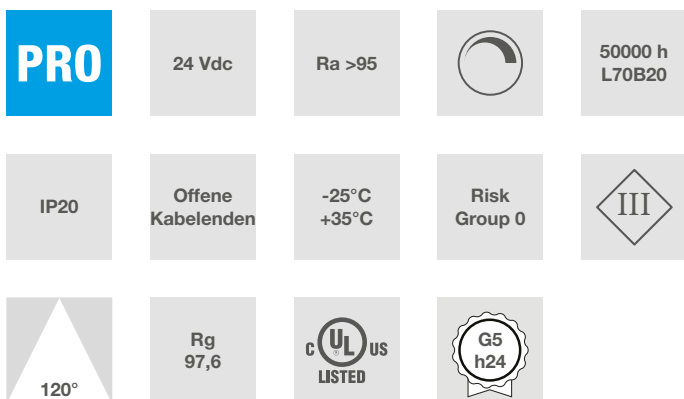 PRO
24 Vdc
Ra >95
50000 h
L70B20
IP20
Offene
Kabelenden
-25°C
+35°C
Risk
Group 0
III
120°
Rg
97,6
C UL US
®
LISTED
G5
h24